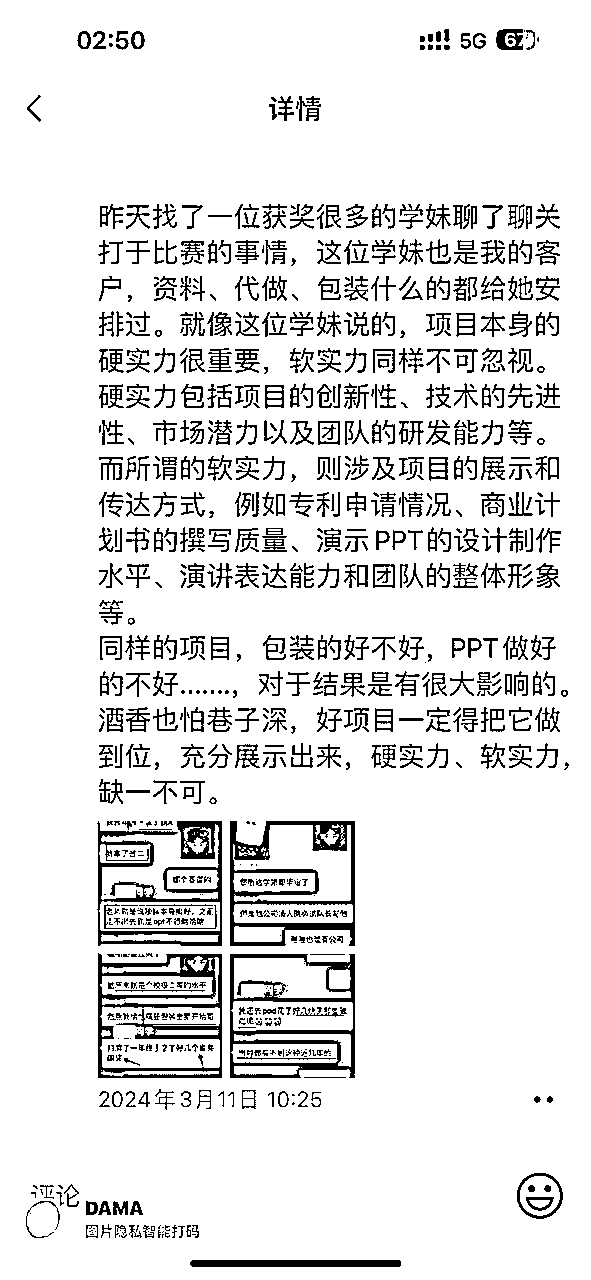 02:50
5G
67
详情
昨天找了一位获奖很多的学妹聊了聊关
打于比赛的事情，这位学妹也是我的客
户，资料、代做、包装什么的都给她安
排过。就像这位学妹说的，项目本身的
硬实力很重要，软实力同样不可忽视。
硬实力包括项目的创新性、技术的先进
性、市场潜力以及团队的研发能力等。
而所谓的软实力，则涉及项目的展示和
传达方式，例如专利申请情况、商业计
划书的撰写质量、演示PPT的设计制作
水平、演讲表达能力和团队的整体形象
等。
同样的项目，包装的好不好，PPT做好
的不好.......，对于结果是有很大影响的。
酒香也怕巷子深，好项目一定得把它做
到位，充分展示出来，硬实力、软实力，
缺一不可。
那个喜喜的
2024年3月11日 10:25
评论
DAMA
图片隐私智能打码